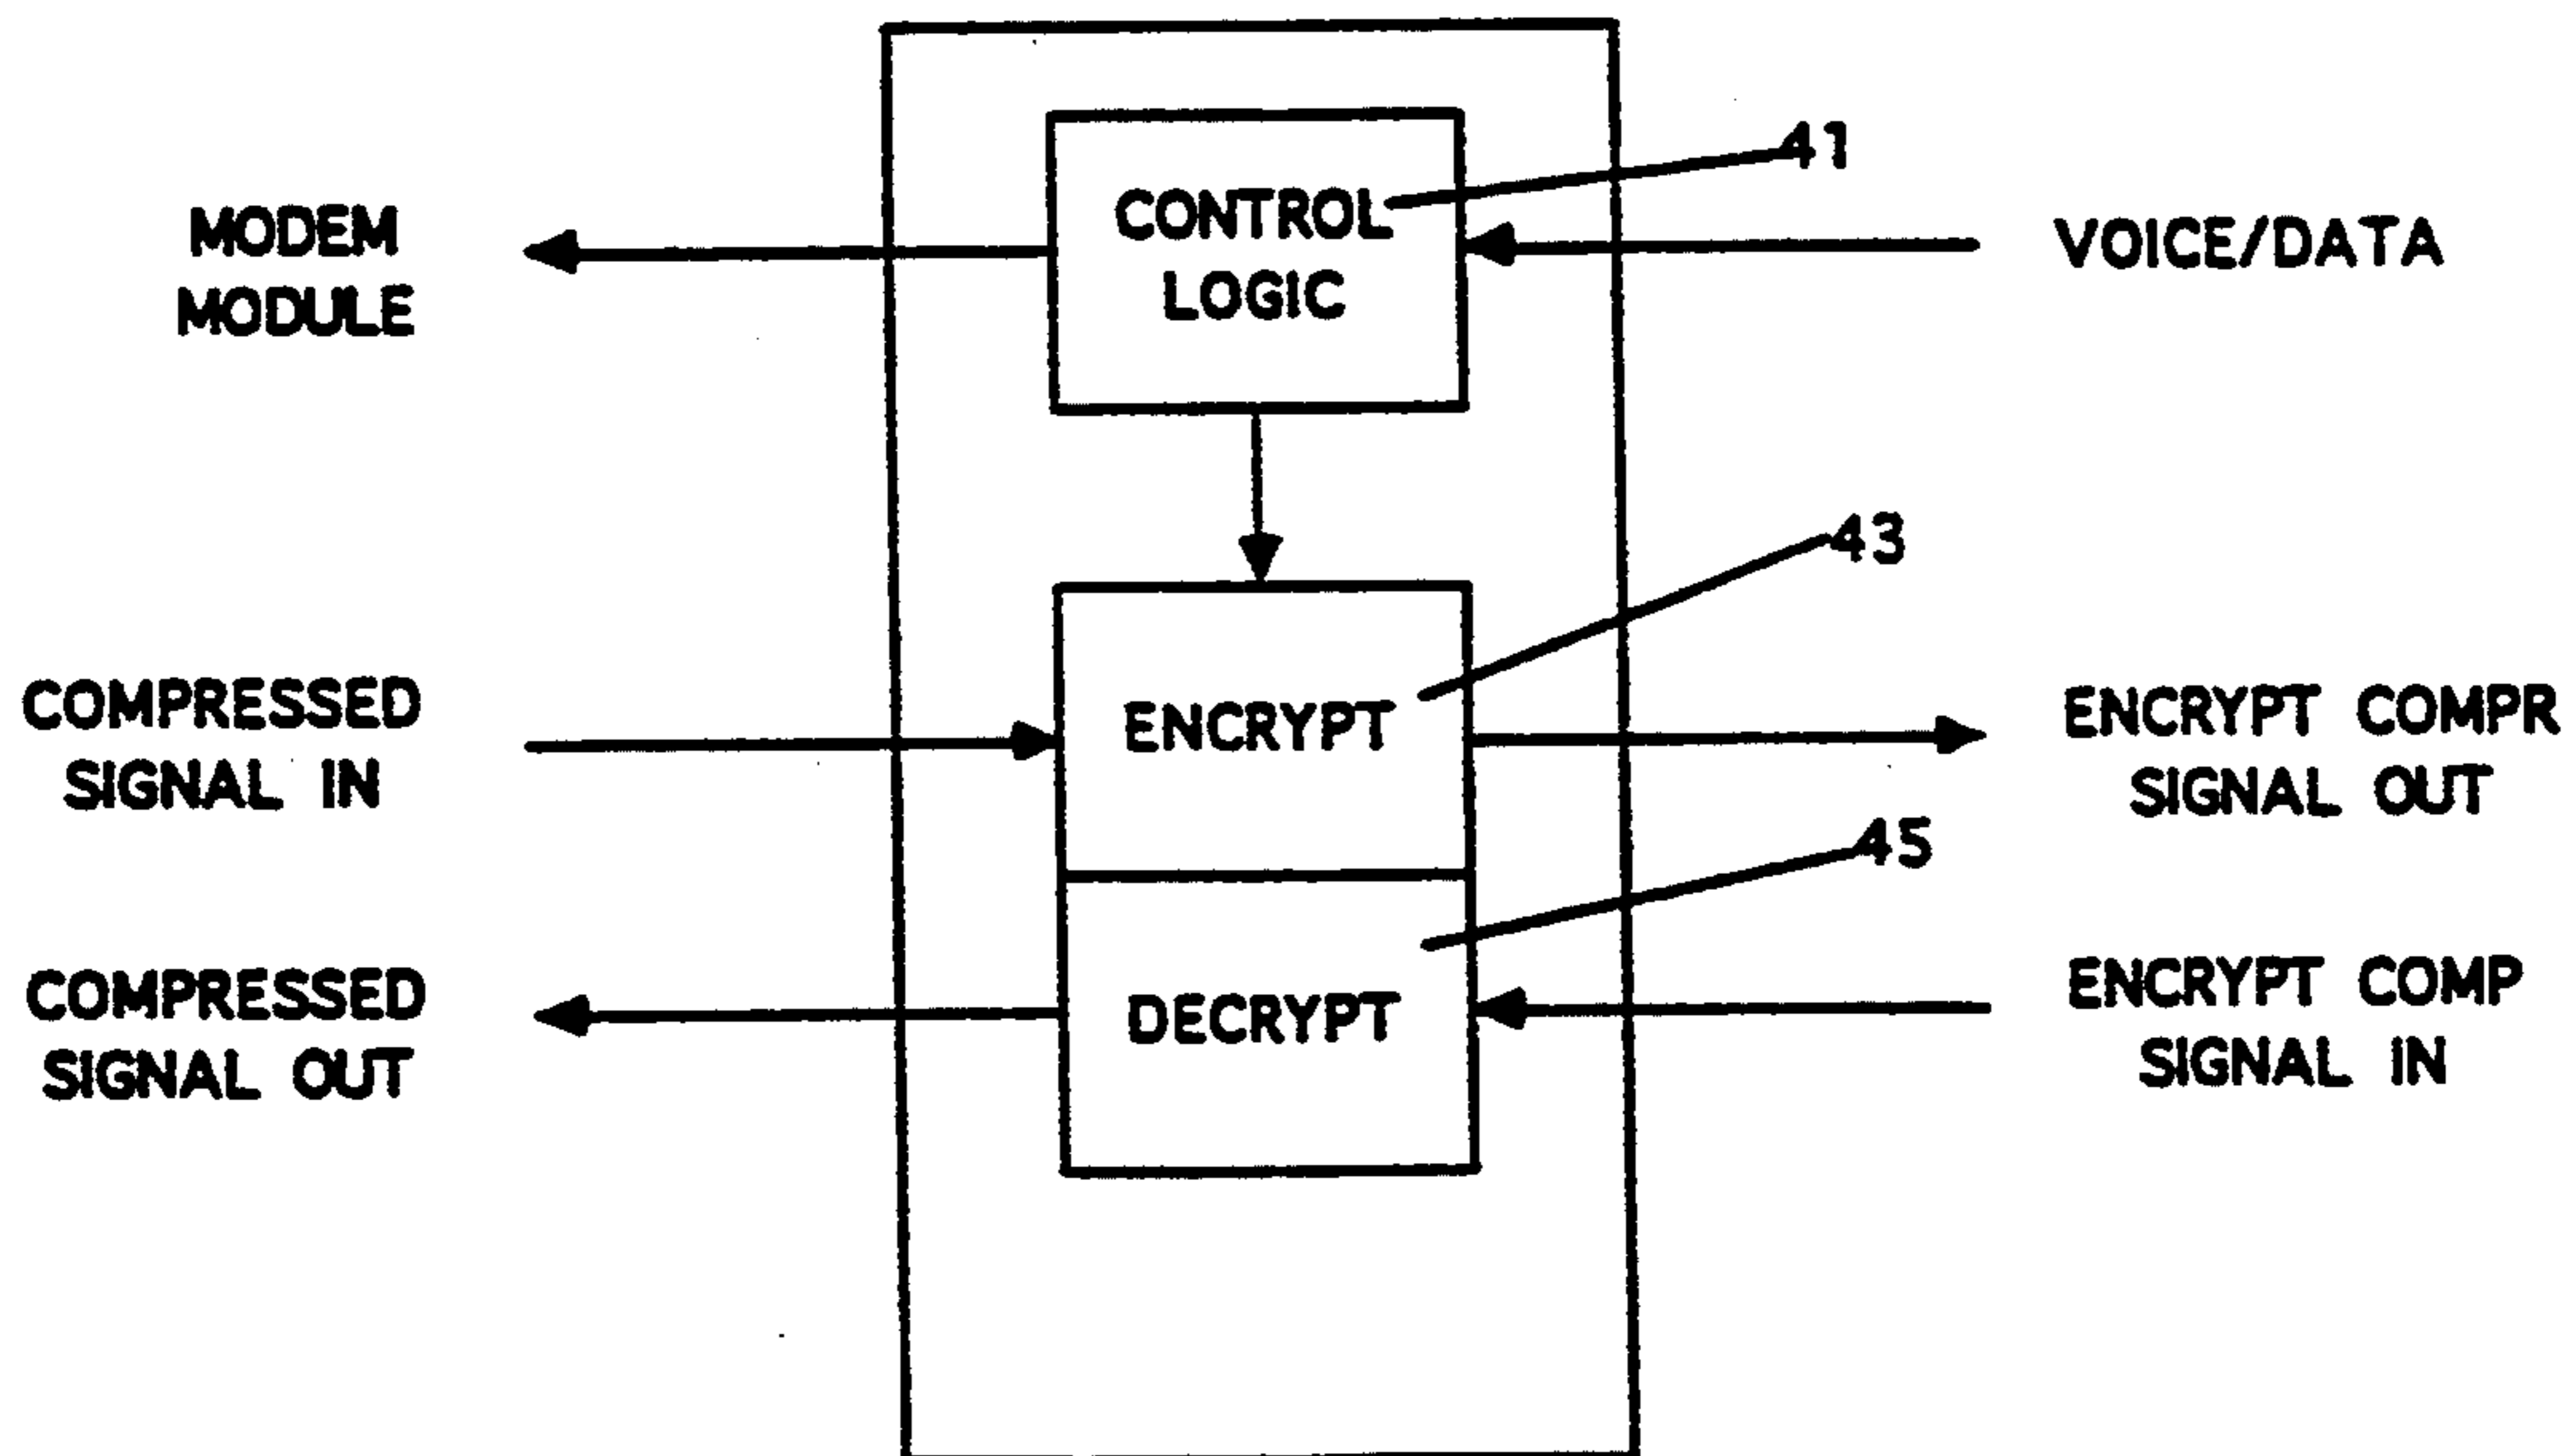 MODEM
MODULE
CONTROL
LOGIC
41
VOICE/DATA
43
COMPRESSED
SIGNAL IN
ENCRYPT
ENCRYPT COMPR
SIGNAL OUT
45
COMPRESSED
SIGNAL OUT
DECRYPT
ENCRYPT COMP
SIGNAL IN